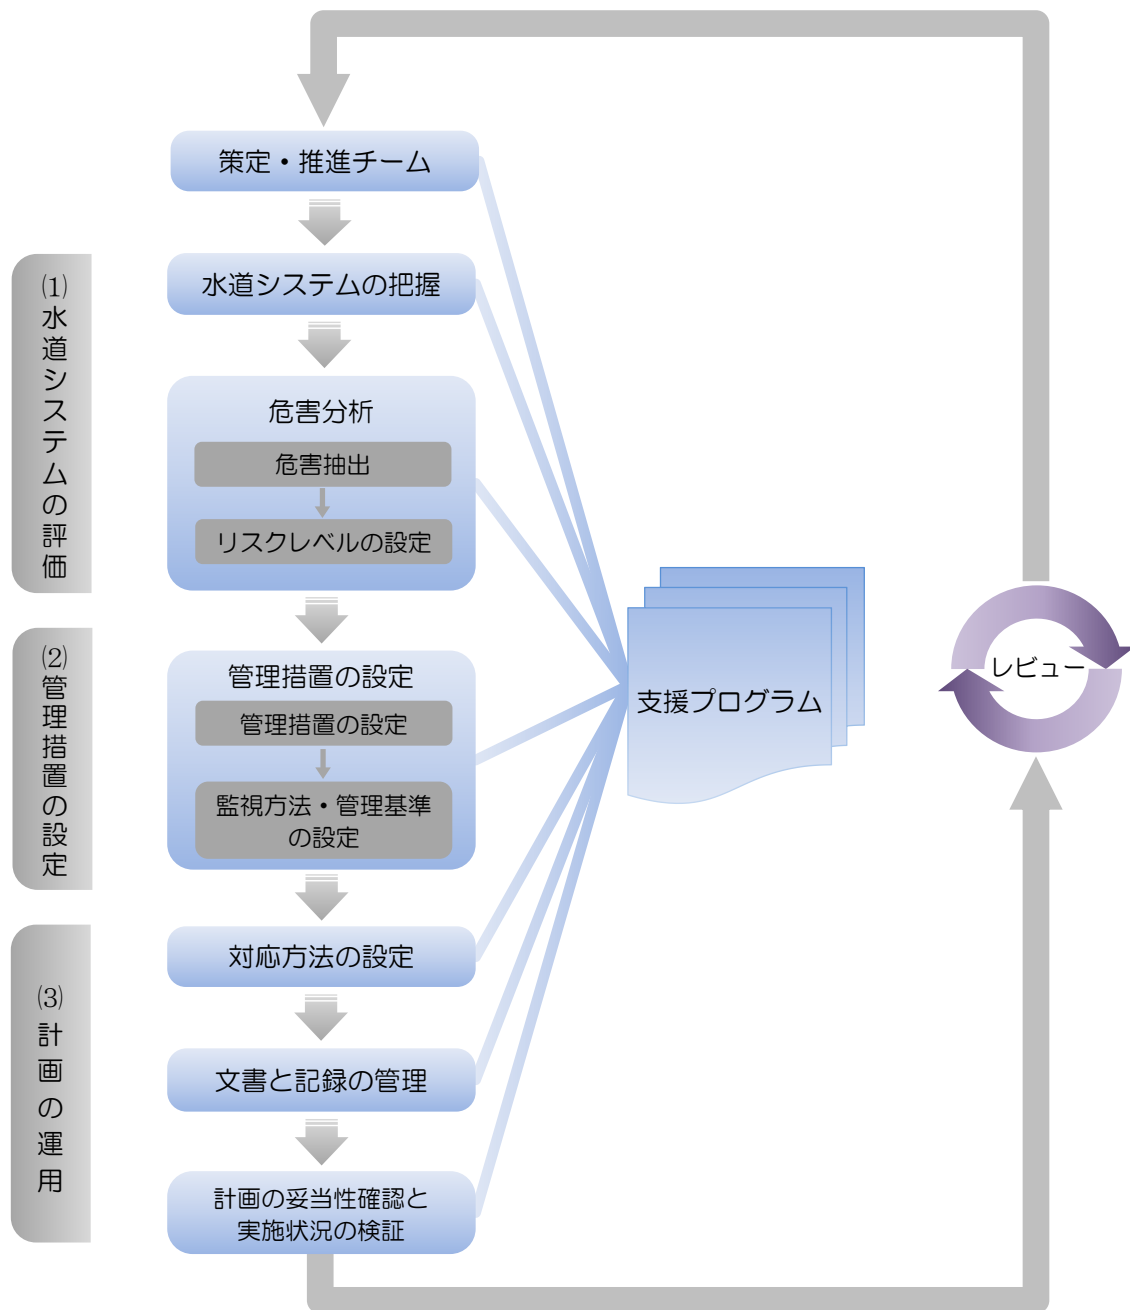 策定・推進チーム
⑴水道システムの評価
水道システムの把握
危害分析
危害抽出
リスクレベルの設定
⑵管理措置の設定
管理措置の設定
管理措置の設定
監視方法・管理基準
の設定
⑶計画の運用
対応方法の設定
文書と記録の管理
計画の妥当性確認と
実施状況の検証
支援プログラム
レビュー